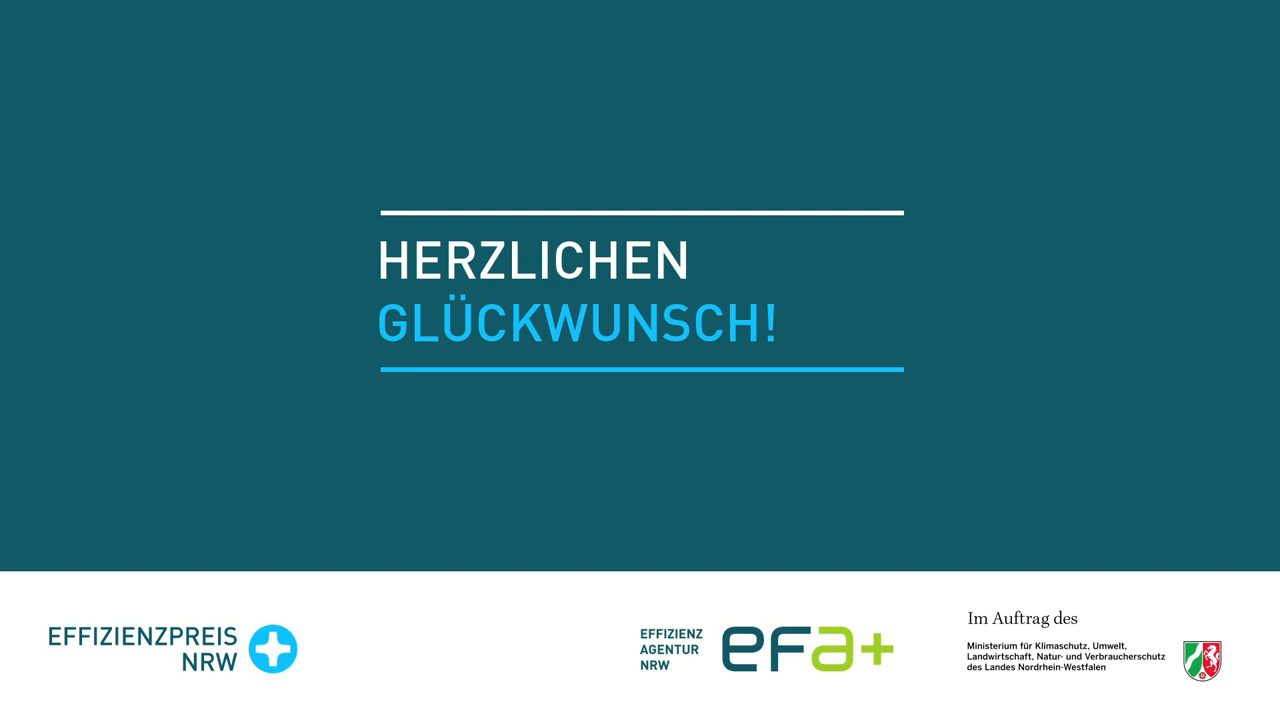 HERZLICHEN
GLÜCKWUNSCH!
EFFIZIENZPREIS
NRW
EFFIZIENZ
AGENTUR
NRW
efa+
Im Auftrag des
Ministerium für Klimaschutz, Umwelt,
Landwirtschaft, Natur- und Verbraucherschutz
des Landes Nordrhein-Westfalen